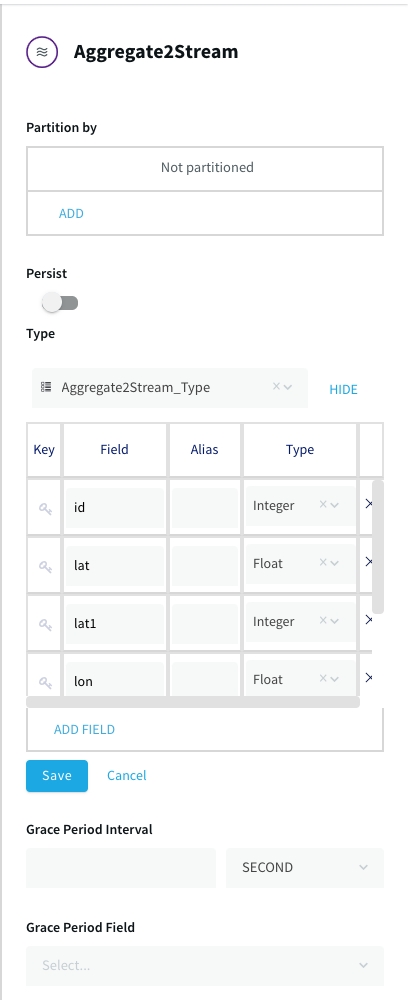 Aggregate2Stream
Partition by
Not partitioned
ADD
Persist
Type
Aggregate2Stream_Type
HIDE
Key Field Alias Type
id Integer
lat Float
lat1 Integer
lon Float
ADD FIELD
Save Cancel
Grace Period Interval
SECOND
Grace Period Field
Select...